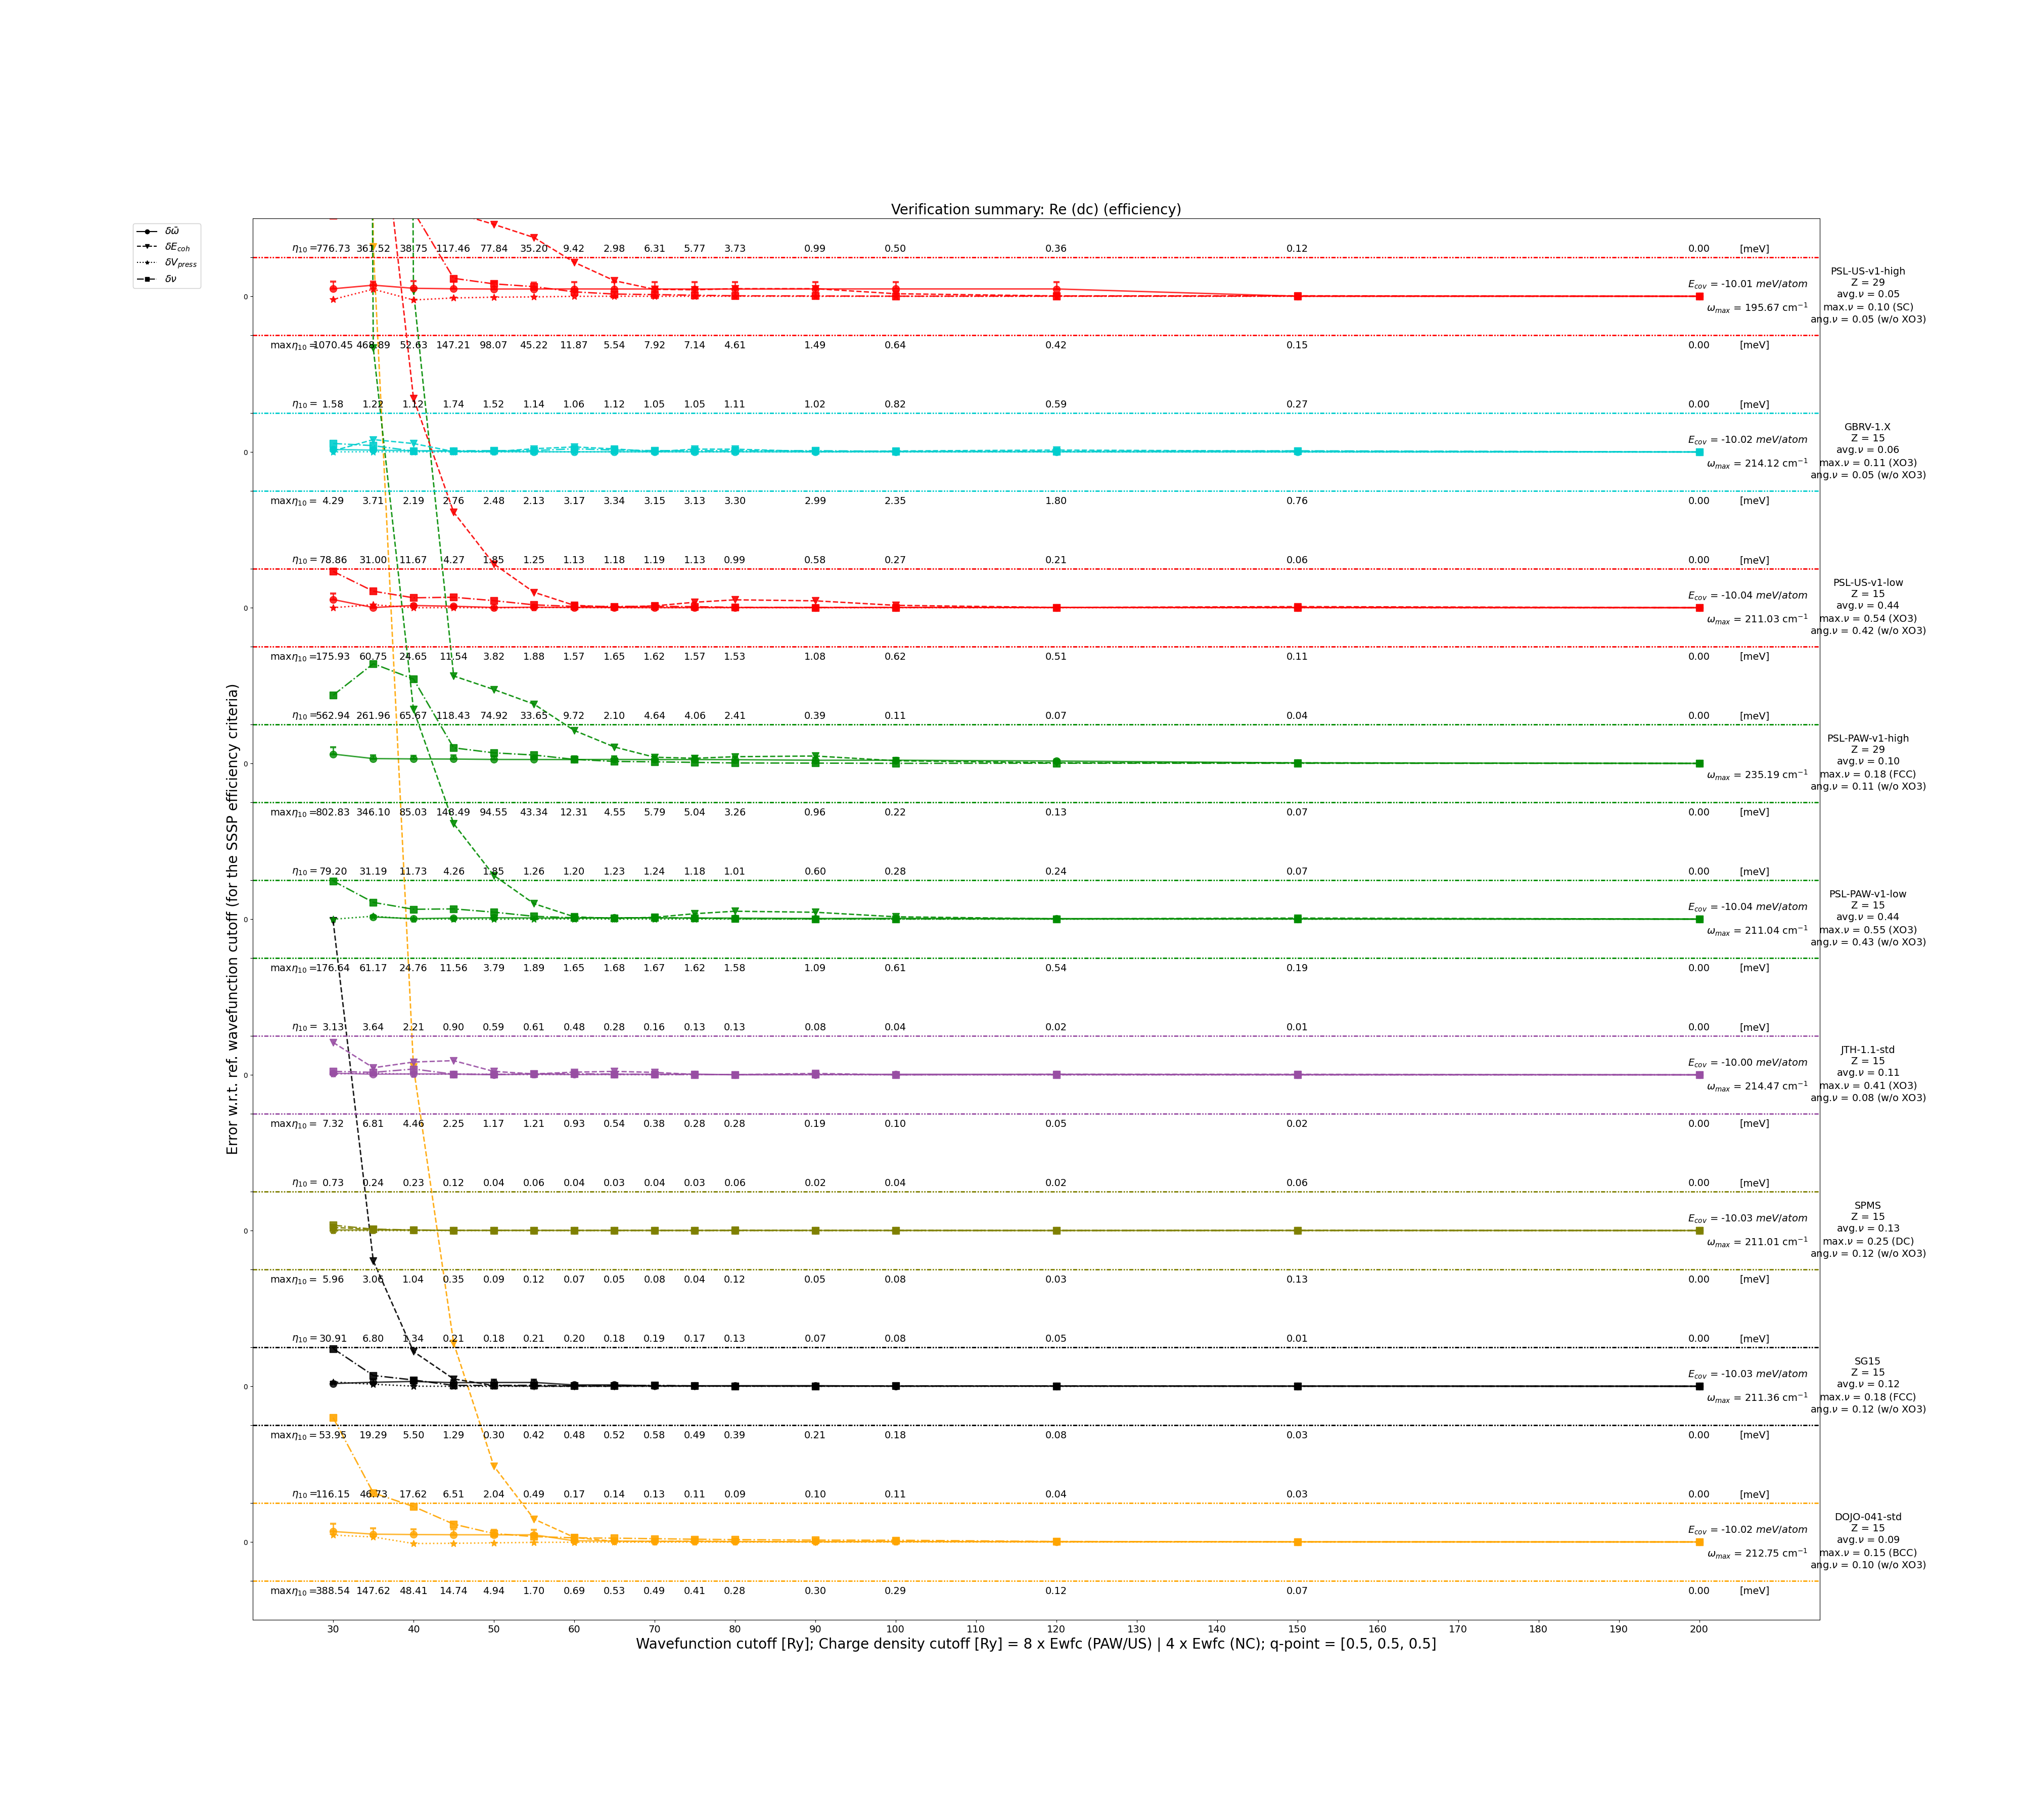 Verification summary: Re (dc) (efficiency)
δω̄
δE_coh
δV_press
δν
Error w.r.t. ref. wavefunction cutoff (for the SSSP efficiency criteria)
η₁₀ = 776.73 361.52 38.75 117.46 77.84 35.20 9.42 2.98 6.31 5.77 3.73 0.99 0.50 0.36 0.12 0.00 [meV]
0
E_cov = -10.01 meV/atom
ω_max = 195.67 cm⁻¹
PSL-US-v1-high
Z = 29
avg.ν = 0.05
max.ν = 0.10 (SC)
ang.ν = 0.05 (w/o XO3)
maxη₁₀ = 1070.45 468.89 52.63 147.21 98.07 45.22 11.87 5.54 7.92 7.14 4.61 1.49 0.64 0.42 0.15 0.00 [meV]
η₁₀ = 1.58 1.22 1.12 1.74 1.52 1.14 1.06 1.12 1.05 1.05 1.11 1.02 0.82 0.59 0.27 0.00 [meV]
0
E_cov = -10.02 meV/atom
ω_max = 214.12 cm⁻¹
GBRV-1.X
Z = 15
avg.ν = 0.06
max.ν = 0.11 (XO3)
ang.ν = 0.05 (w/o XO3)
maxη₁₀ = 4.29 3.71 2.19 2.76 2.48 2.13 3.17 3.34 3.15 3.13 3.30 2.99 2.35 1.80 0.76 0.00 [meV]
η₁₀ = 78.86 31.00 11.67 4.27 1.85 1.25 1.13 1.18 1.19 1.13 0.99 0.58 0.27 0.21 0.06 0.00 [meV]
0
E_cov = -10.04 meV/atom
ω_max = 211.03 cm⁻¹
PSL-US-v1-low
Z = 15
avg.ν = 0.44
max.ν = 0.54 (XO3)
ang.ν = 0.42 (w/o XO3)
maxη₁₀ = 175.93 60.75 24.65 11.54 3.82 1.88 1.57 1.65 1.62 1.57 1.53 1.08 0.62 0.51 0.11 0.00 [meV]
η₁₀ = 562.94 261.96 65.67 118.43 74.92 33.65 9.72 2.10 4.64 4.06 2.41 0.39 0.11 0.07 0.04 0.00 [meV]
0
ω_max = 235.19 cm⁻¹
PSL-PAW-v1-high
Z = 29
avg.ν = 0.10
max.ν = 0.18 (FCC)
ang.ν = 0.11 (w/o XO3)
maxη₁₀ = 802.83 346.10 85.03 148.49 94.55 43.34 12.31 4.55 5.79 5.04 3.26 0.96 0.22 0.13 0.07 0.00 [meV]
η₁₀ = 79.20 31.19 11.73 4.26 1.85 1.26 1.20 1.23 1.24 1.18 1.01 0.60 0.28 0.24 0.07 0.00 [meV]
0
E_cov = -10.04 meV/atom
ω_max = 211.04 cm⁻¹
PSL-PAW-v1-low
Z = 15
avg.ν = 0.44
max.ν = 0.55 (XO3)
ang.ν = 0.43 (w/o XO3)
maxη₁₀ = 176.64 61.17 24.76 11.56 3.79 1.89 1.65 1.68 1.67 1.62 1.58 1.09 0.61 0.54 0.19 0.00 [meV]
η₁₀ = 3.13 3.64 2.21 0.90 0.59 0.61 0.48 0.28 0.16 0.13 0.13 0.08 0.04 0.02 0.01 0.00 [meV]
0
E_cov = -10.00 meV/atom
ω_max = 214.47 cm⁻¹
JTH-1.1-std
Z = 15
avg.ν = 0.11
max.ν = 0.41 (XO3)
ang.ν = 0.08 (w/o XO3)
maxη₁₀ = 7.32 6.81 4.46 2.25 1.17 1.21 0.93 0.54 0.38 0.28 0.28 0.19 0.10 0.05 0.02 0.00 [meV]
η₁₀ = 0.73 0.24 0.23 0.12 0.04 0.06 0.04 0.03 0.04 0.03 0.06 0.02 0.04 0.02 0.06 0.00 [meV]
0
E_cov = -10.03 meV/atom
ω_max = 211.01 cm⁻¹
SPMS
Z = 15
avg.ν = 0.13
max.ν = 0.25 (DC)
ang.ν = 0.12 (w/o XO3)
maxη₁₀ = 5.96 3.06 1.04 0.35 0.09 0.12 0.07 0.05 0.08 0.04 0.12 0.05 0.08 0.03 0.13 0.00 [meV]
η₁₀ = 30.91 6.80 1.34 0.21 0.18 0.21 0.20 0.18 0.19 0.17 0.13 0.07 0.08 0.05 0.01 0.00 [meV]
0
E_cov = -10.03 meV/atom
ω_max = 211.36 cm⁻¹
SG15
Z = 15
avg.ν = 0.12
max.ν = 0.18 (FCC)
ang.ν = 0.12 (w/o XO3)
maxη₁₀ = 53.95 19.29 5.50 1.29 0.30 0.42 0.48 0.52 0.58 0.49 0.39 0.21 0.18 0.08 0.03 0.00 [meV]
η₁₀ = 116.15 46.73 17.62 6.51 2.04 0.49 0.17 0.14 0.13 0.11 0.09 0.10 0.11 0.04 0.03 0.00 [meV]
0
E_cov = -10.02 meV/atom
ω_max = 212.75 cm⁻¹
DOJO-041-std
Z = 15
avg.ν = 0.09
max.ν = 0.15 (BCC)
ang.ν = 0.10 (w/o XO3)
maxη₁₀ = 388.54 147.62 48.41 14.74 4.94 1.70 0.69 0.53 0.49 0.41 0.28 0.30 0.29 0.12 0.07 0.00 [meV]
30 40 50 60 70 80 90 100 110 120 130 140 150 160 170 180 190 200
Wavefunction cutoff [Ry]; Charge density cutoff [Ry] = 8 x Ewfc (PAW/US) | 4 x Ewfc (NC); q-point = [0.5, 0.5, 0.5]